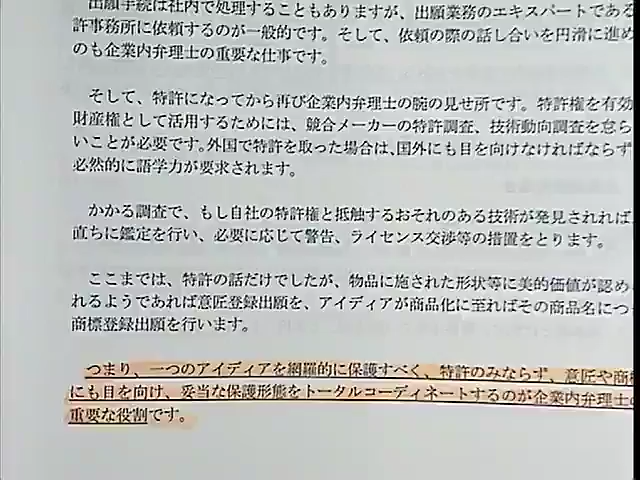 出願手続は社内で処理することもありますが、出願業務のエキスパートである
許事務所に依頼するのが一般的です。そして、依頼の際の話し合いを円滑に進め
のも企業内弁理士の重要な仕事です。
そして、特許になってから再び企業内弁理士の腕の見せ所です。特許権を有効
財産権として活用するためには、競合メーカーの特許調査、技術動向調査を怠ら
いことが必要です。外国で特許を取った場合は、国外にも目を向けなければならず
必然的に語学力が要求されます。
かかる調査で、もし自社の特許権と抵触するおそれのある技術が発見されれば
直ちに鑑定を行い、必要に応じて警告、ライセンス交渉等の措置をとります。
ここまでは、特許の話だけでしたが、物品に施された形状等に美的価値が認め
れるようであれば意匠登録出願を、アイディアが商品化に至ればその商品名につ
商標登録出願を行います。
つまり、一つのアイディアを網羅的に保護すべく、特許のみならず、意匠や商標
にも目を向け、妥当な保護形態をトータルコーディネートするのが企業内弁理士の
重要な役割です。